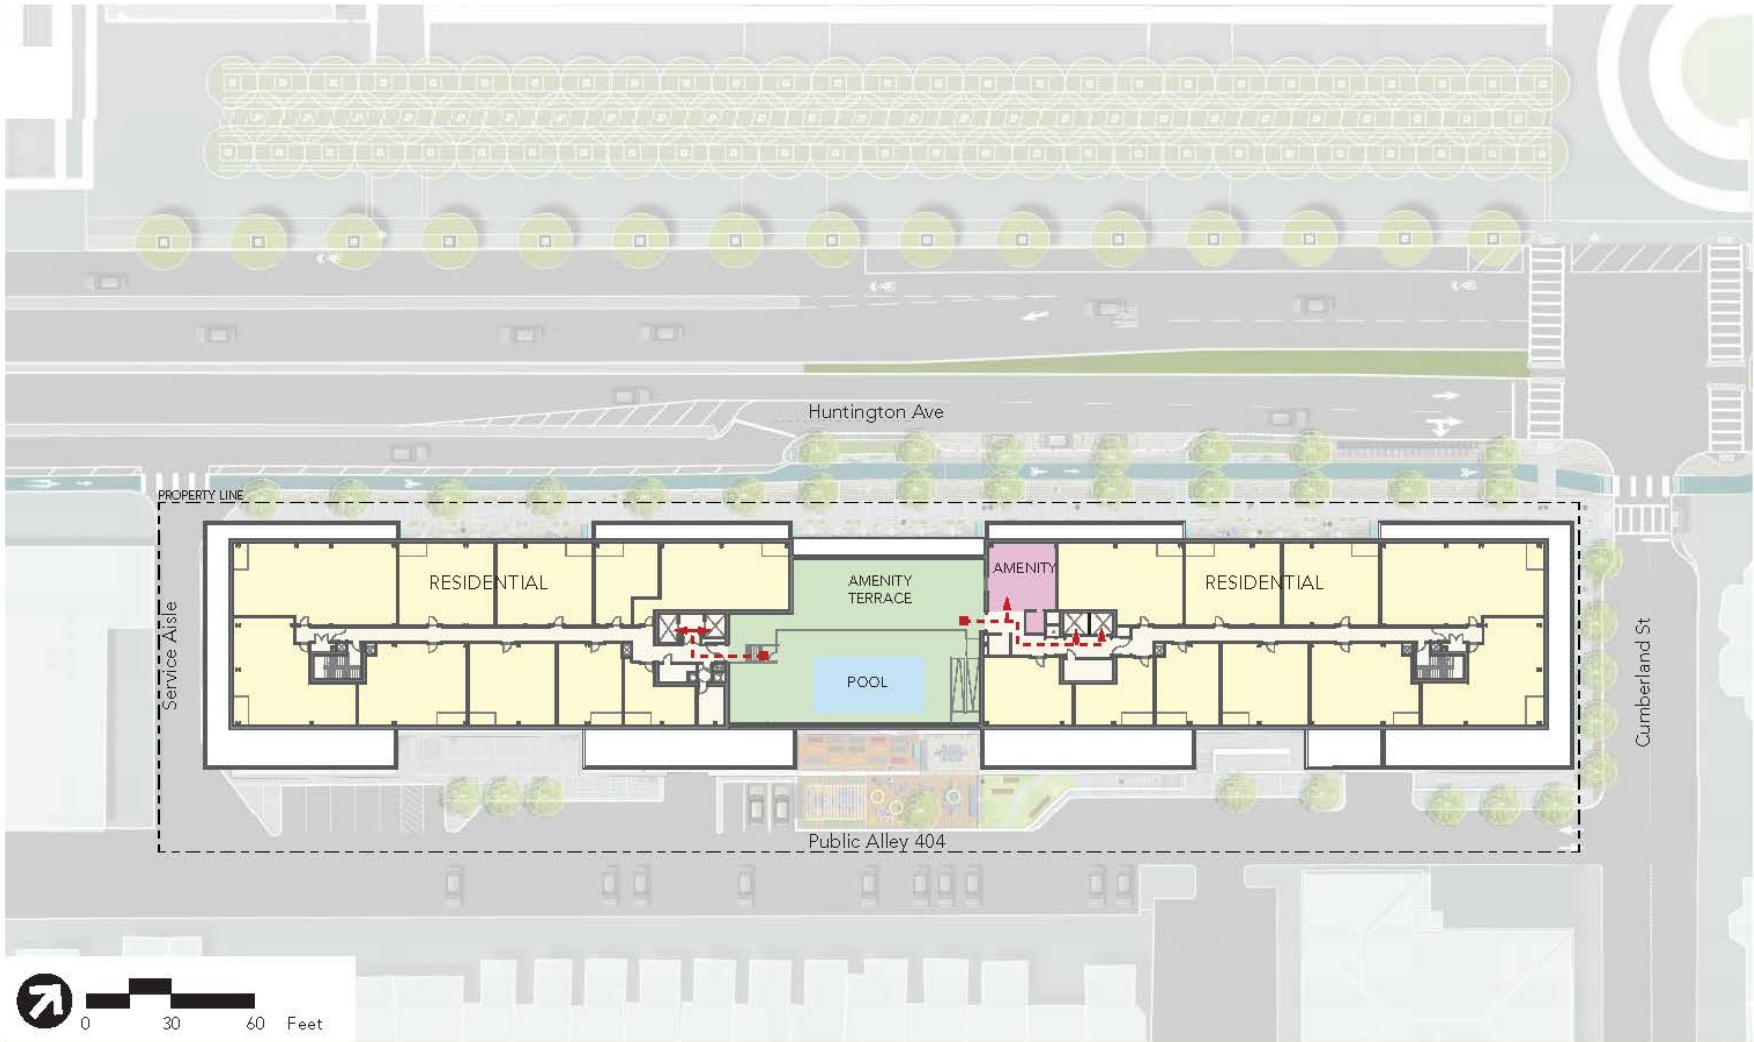 Huntington Ave
PROPERTY LINE
RESIDENTIAL
AMENITY
TERRACE
AMENITY
RESIDENTIAL
POOL
Service Aisle
Cumberland St
Public Alley 404
0 30 60 Feet